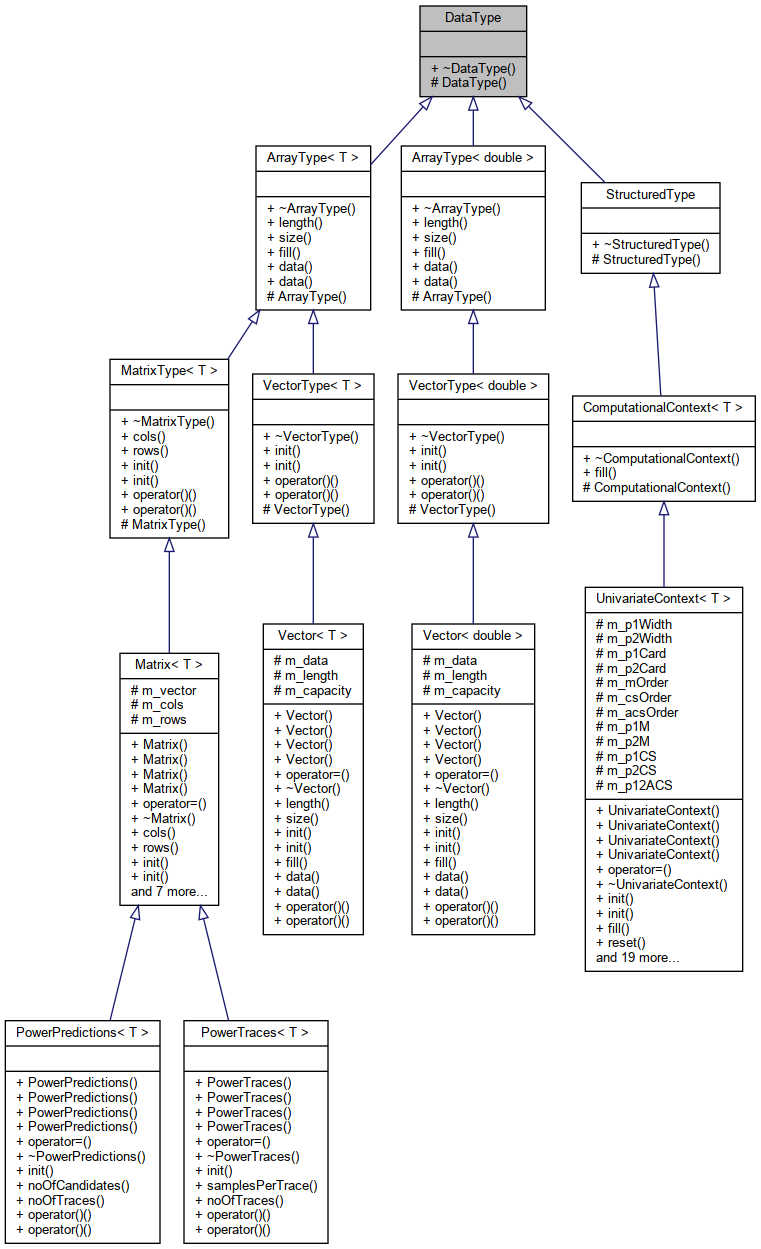 DataType
+ ~DataType()
# DataType()
ArrayType< T >
+ ~ArrayType()
+ length()
+ size()
+ fill()
+ data()
+ data()
# ArrayType()
ArrayType< double >
+ ~ArrayType()
+ length()
+ size()
+ fill()
+ data()
+ data()
# ArrayType()
StructuredType
+ ~StructuredType()
# StructuredType()
MatrixType< T >
+ ~MatrixType()
+ cols()
+ rows()
+ init()
+ init()
+ operator()()
+ operator()()
# MatrixType()
VectorType< T >
+ ~VectorType()
+ init()
+ init()
+ operator()()
+ operator()()
# VectorType()
VectorType< double >
+ ~VectorType()
+ init()
+ init()
+ operator()()
+ operator()()
# VectorType()
ComputationalContext< T >
+ ~ComputationalContext()
+ fill()
# ComputationalContext()
Matrix< T >
# m_vector
# m_cols
# m_rows
+ Matrix()
+ Matrix()
+ Matrix()
+ Matrix()
+ operator=()
+ ~Matrix()
+ cols()
+ rows()
+ init()
+ init()
and 7 more...
Vector< T >
# m_data
# m_length
# m_capacity
+ Vector()
+ Vector()
+ Vector()
+ Vector()
+ operator=()
+ ~Vector()
+ length()
+ size()
+ init()
+ init()
+ fill()
+ data()
+ data()
+ operator()()
+ operator()()
Vector< double >
# m_data
# m_length
# m_capacity
+ Vector()
+ Vector()
+ Vector()
+ Vector()
+ operator=()
+ ~Vector()
+ length()
+ size()
+ init()
+ init()
+ fill()
+ data()
+ data()
+ operator()()
+ operator()()
UnivariateContext< T >
# m_p1Width
# m_p2Width
# m_p1Card
# m_p2Card
# m_mOrder
# m_csOrder
# m_acsOrder
# m_p1M
# m_p2M
# m_p1CS
# m_p2CS
# m_p12ACS
+ UnivariateContext()
+ UnivariateContext()
+ UnivariateContext()
+ UnivariateContext()
+ operator=()
+ ~UnivariateContext()
+ init()
+ init()
+ fill()
+ reset()
and 19 more...
PowerPredictions< T >
+ PowerPredictions()
+ PowerPredictions()
+ PowerPredictions()
+ PowerPredictions()
+ operator=()
+ ~PowerPredictions()
+ init()
+ noOfCandidates()
+ noOfTraces()
+ operator()()
+ operator()()
PowerTraces< T >
+ PowerTraces()
+ PowerTraces()
+ PowerTraces()
+ PowerTraces()
+ operator=()
+ ~PowerTraces()
+ init()
+ samplesPerTrace()
+ noOfTraces()
+ operator()()
+ operator()()